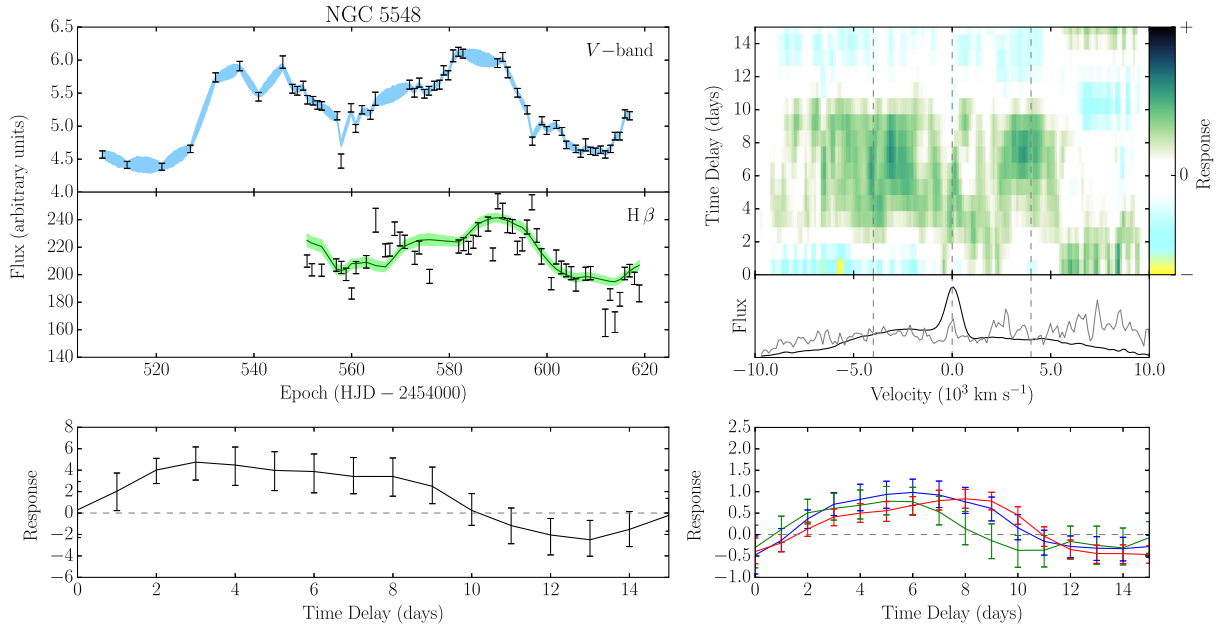 NGC 5548
Flux (arbitrary units)
6.5
6.0
5.5
5.0
4.5
4.0
V−band
240
220
200
180
160
140
Hβ
520 540 560 580 600 620
Epoch (HJD − 2454000)
Time Delay (days)
14
12
10
8
6
4
2
0
+
0
−
Response
Flux
−10.0 −5.0 0.0 5.0 10.0
Velocity (10³ km s⁻¹)
Response
8
6
4
2
0
−2
−4
−6
0 2 4 6 8 10 12 14
Time Delay (days)
Response
2.5
2.0
1.5
1.0
0.5
0.0
−0.5
−1.0
0 2 4 6 8 10 12 14
Time Delay (days)